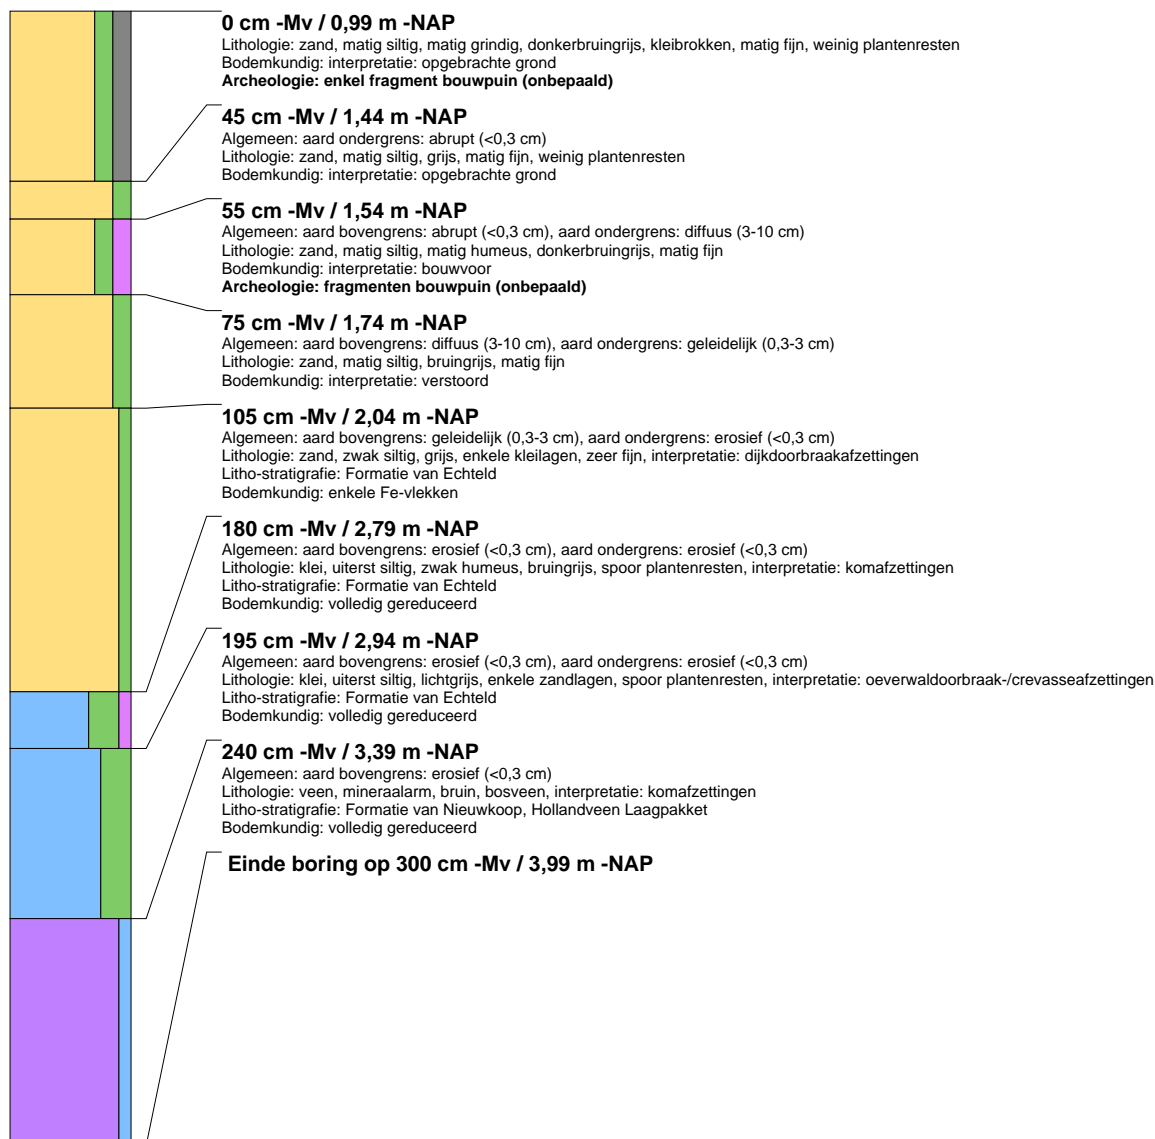 0 cm -Mv / 0,99 m -NAP
Lithologie: zand, matig siltig, matig grindig, donkerbruingrijs, kleibrokken, matig fijn, weinig plantenresten
Bodemkundig: interpretatie: opgebrachte grond
Archeologie: enkel fragment bouwpuin (onbepaald)
45 cm -Mv / 1,44 m -NAP
Algemeen: aard ondergrens: abrupt (<0,3 cm)
Lithologie: zand, matig siltig, grijs, matig fijn, weinig plantenresten
Bodemkundig: interpretatie: opgebrachte grond
55 cm -Mv / 1,54 m -NAP
Algemeen: aard bovengrens: abrupt (<0,3 cm), aard ondergrens: diffuus (3-10 cm)
Lithologie: zand, matig siltig, matig humeus, donkerbruingrijs, matig fijn
Bodemkundig: interpretatie: bouwvoor
Archeologie: fragmenten bouwpuin (onbepaald)
75 cm -Mv / 1,74 m -NAP
Algemeen: aard bovengrens: diffuus (3-10 cm), aard ondergrens: geleidelijk (0,3-3 cm)
Lithologie: zand, matig siltig, bruingrijs, matig fijn
Bodemkundig: interpretatie: verstoord
105 cm -Mv / 2,04 m -NAP
Algemeen: aard bovengrens: geleidelijk (0,3-3 cm), aard ondergrens: erosief (<0,3 cm)
Lithologie: zand, zwak siltig, grijs, enkele kleilagen, zeer fijn, interpretatie: dijkdoorbraakafzettingen
Litho-stratigrafie: Formatie van Echteld
Bodemkundig: enkele Fe-vlekken
180 cm -Mv / 2,79 m -NAP
Algemeen: aard bovengrens: erosief (<0,3 cm), aard ondergrens: erosief (<0,3 cm)
Lithologie: klei, uiterst siltig, zwak humeus, bruingrijs, spoor plantenresten, interpretatie: komafzettingen
Litho-stratigrafie: Formatie van Echteld
Bodemkundig: volledig gereduceerd
195 cm -Mv / 2,94 m -NAP
Algemeen: aard bovengrens: erosief (<0,3 cm), aard ondergrens: erosief (<0,3 cm)
Lithologie: klei, uiterst siltig, lichtgrijs, enkele zandlagen, spoor plantenresten, interpretatie: oeverwaldoorbraak-/crevasseafzettingen
Litho-stratigrafie: Formatie van Echteld
Bodemkundig: volledig gereduceerd
240 cm -Mv / 3,39 m -NAP
Algemeen: aard bovengrens: erosief (<0,3 cm)
Lithologie: veen, mineraalarm, bruin, bosveen, interpretatie: komafzettingen
Litho-stratigrafie: Formatie van Nieuwkoop, Hollandveen Laagpakket
Bodemkundig: volledig gereduceerd
Einde boring op 300 cm -Mv / 3,99 m -NAP